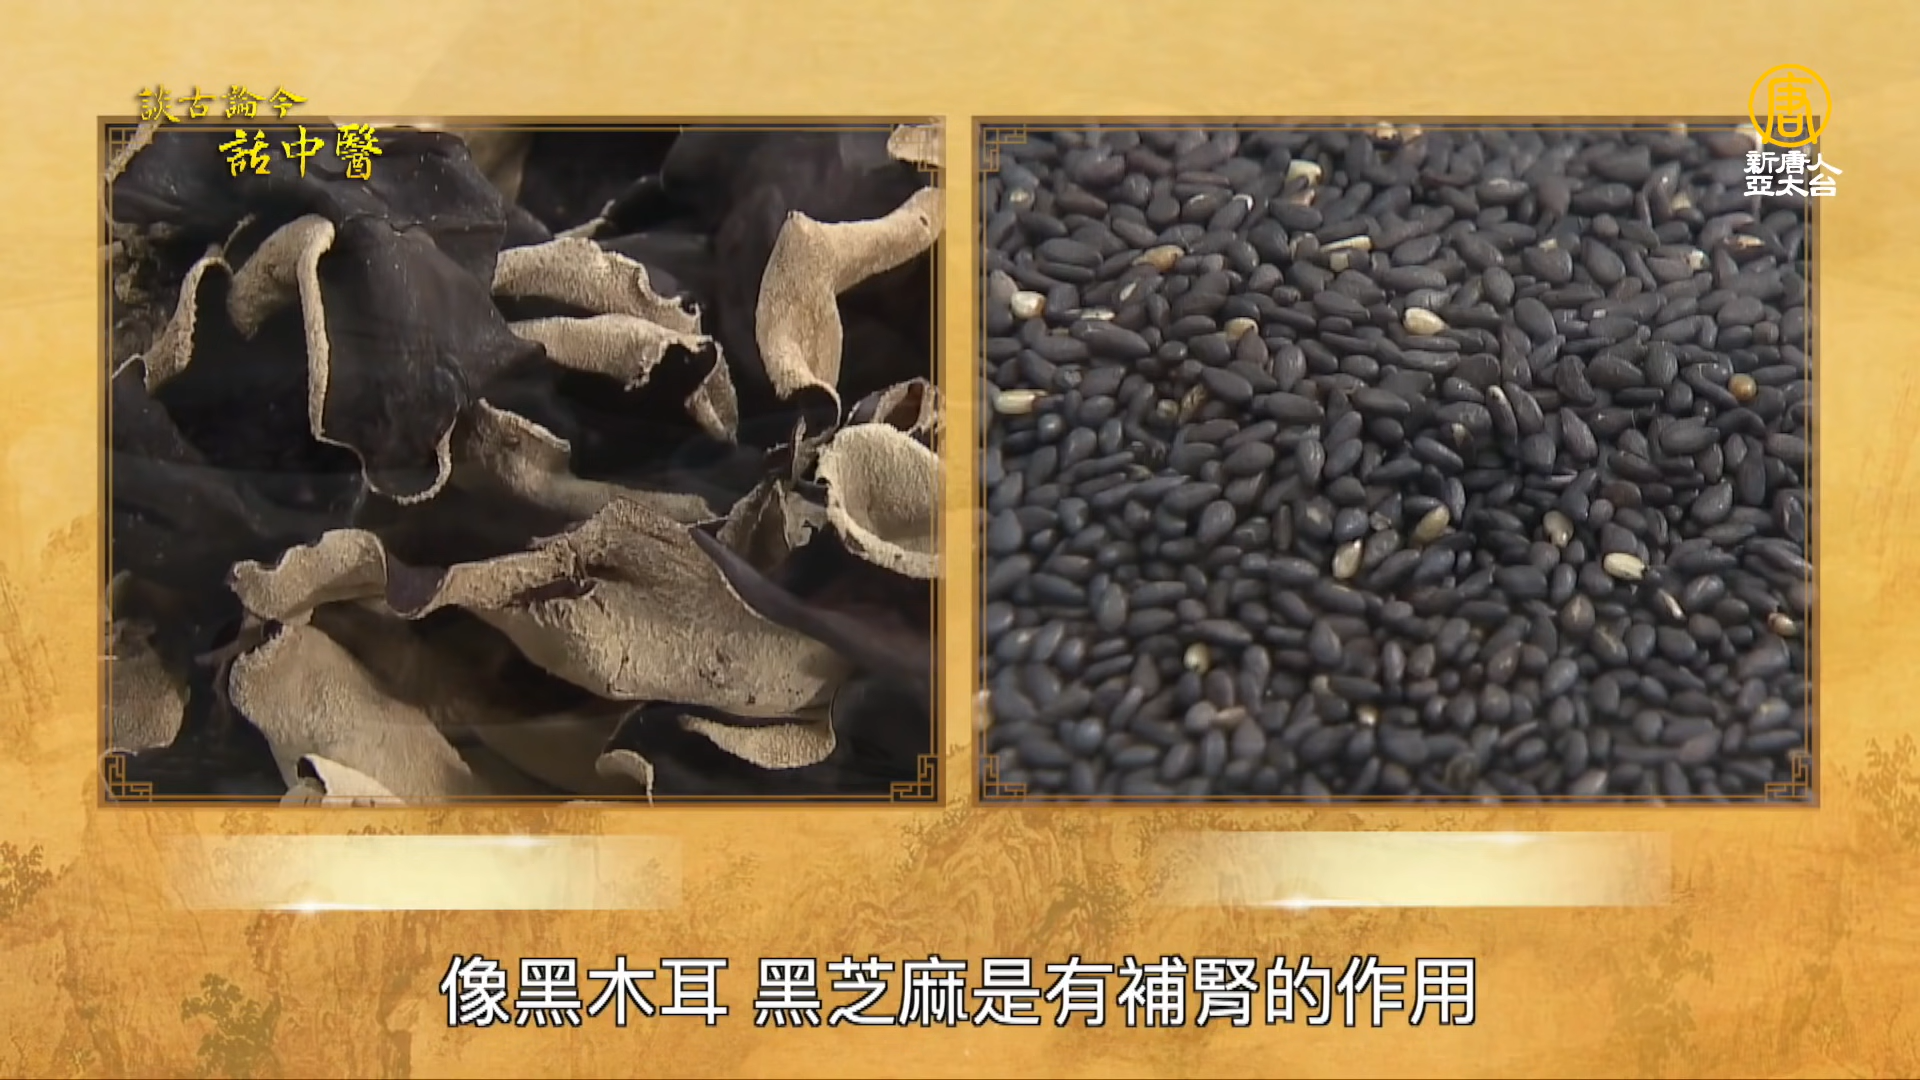 談古論今
話中醫
唐
新唐人
亞太台
像黑木耳 黑芝麻是有補腎的作用